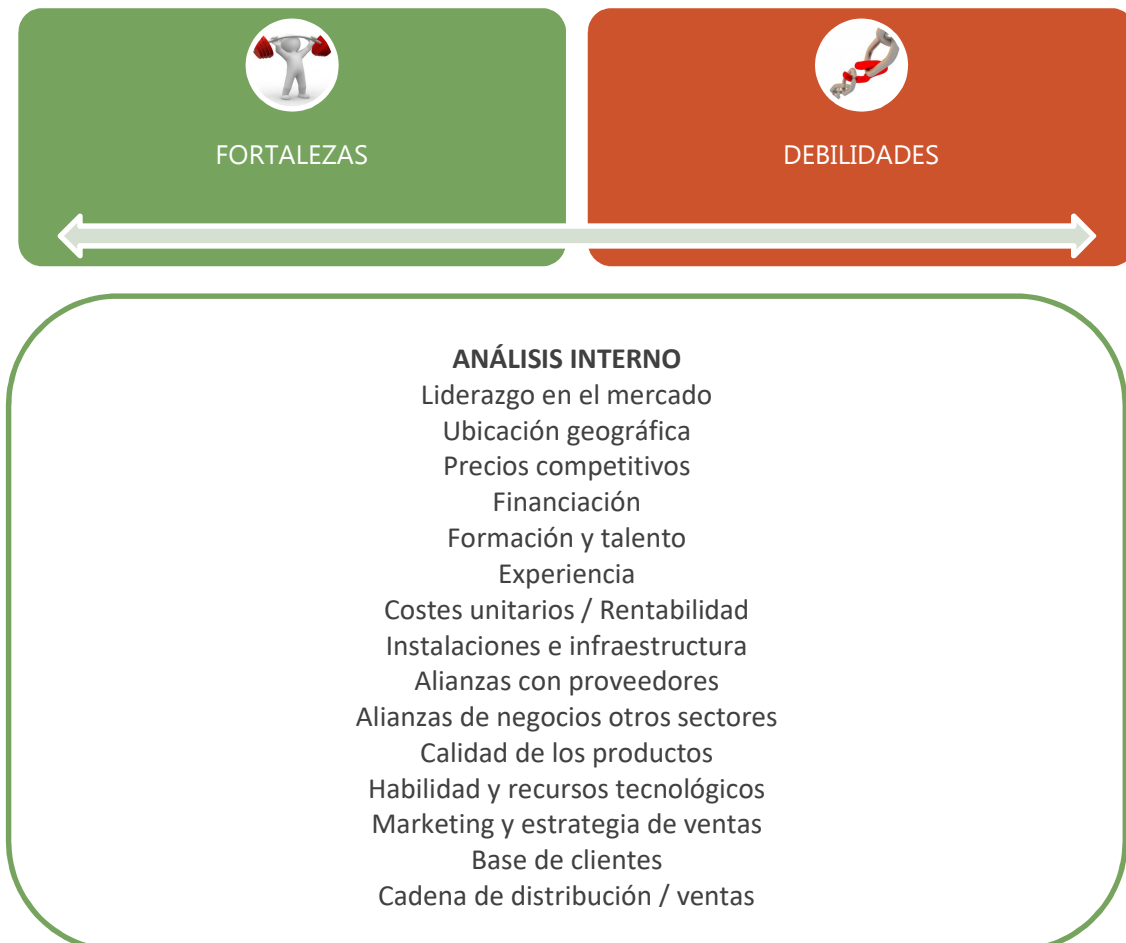 FORTALEZAS
DEBILIDADES
ANÁLISIS INTERNO
Liderazgo en el mercado
Ubicación geográfica
Precios competitivos
Financiación
Formación y talento
Experiencia
Costes unitarios / Rentabilidad
Instalaciones e infraestructura
Alianzas con proveedores
Alianzas de negocios otros sectores
Calidad de los productos
Habilidad y recursos tecnológicos
Marketing y estrategia de ventas
Base de clientes
Cadena de distribución / ventas